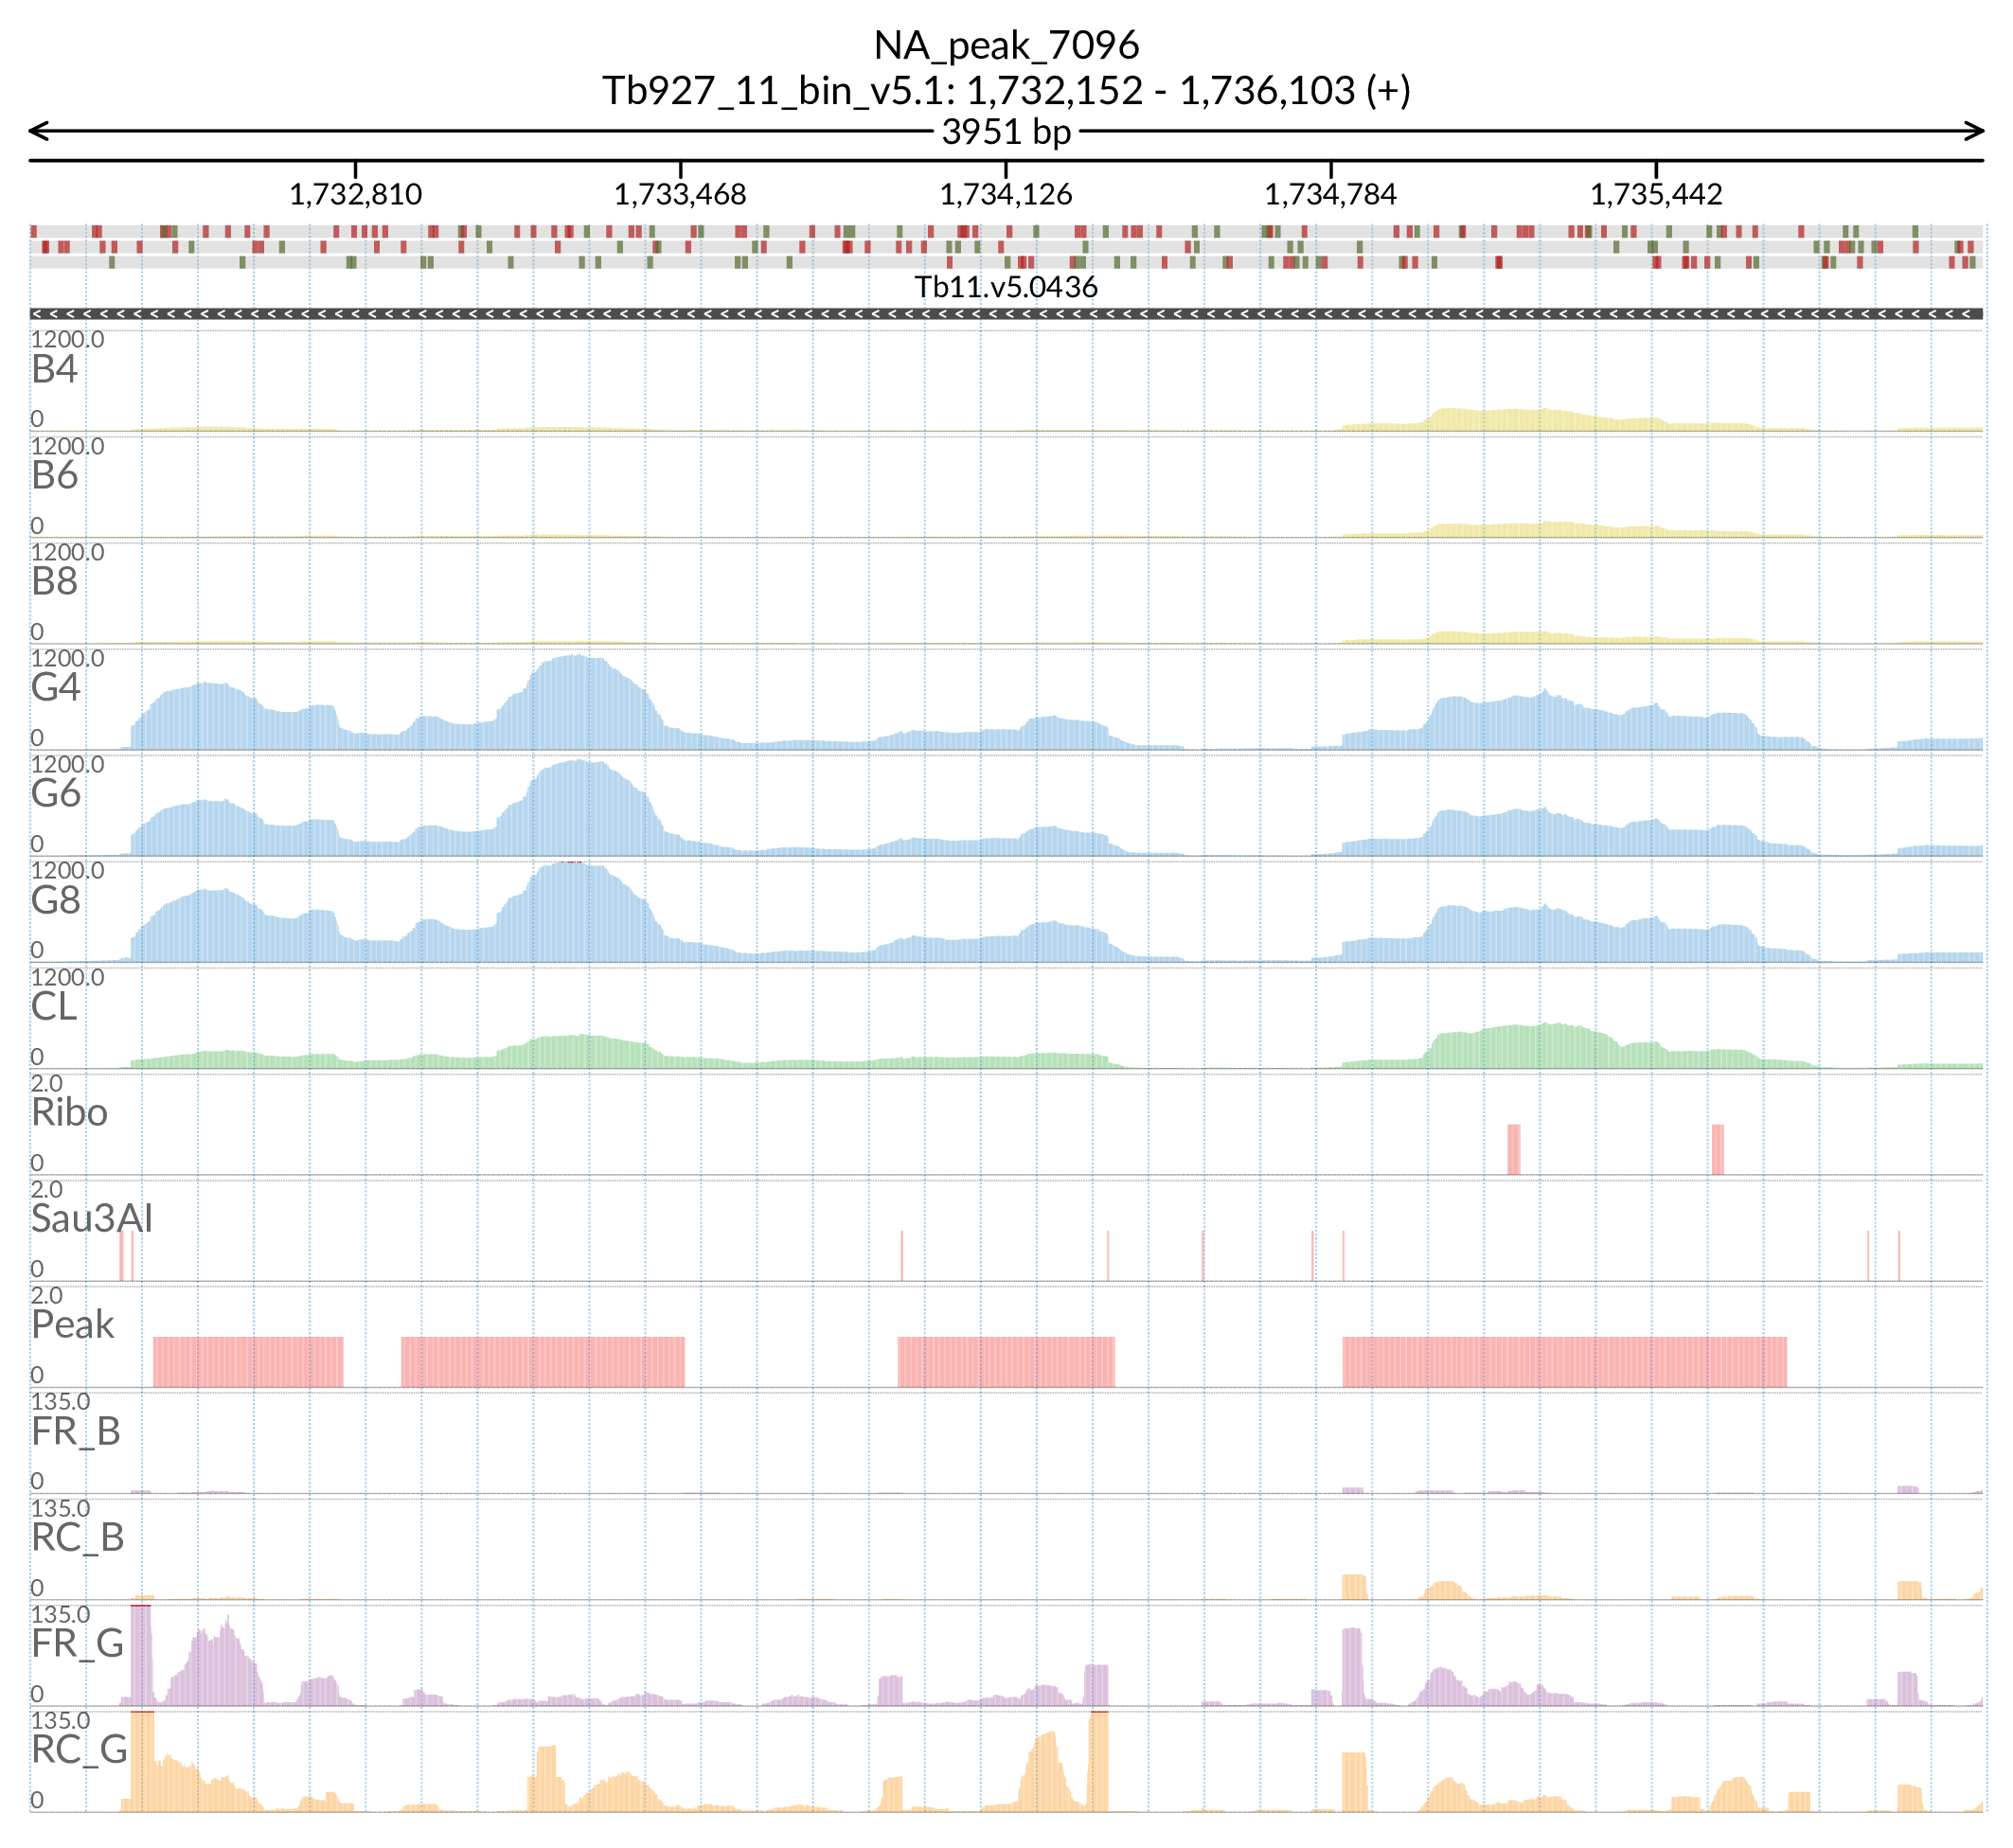 NA_peak_7096
Tb927_11_bin_v5.1: 1,732,152 - 1,736,103 (+)
3951 bp
1,732,810 1,733,468 1,734,126 1,734,784 1,735,442
Tb11.v5.0436
1200.0
B4
0
1200.0
B6
0
1200.0
B8
0
1200.0
G4
0
1200.0
G6
0
1200.0
G8
0
1200.0
CL
0
2.0
Ribo
0
2.0
Sau3AI
0
2.0
Peak
0
135.0
FR_B
0
135.0
RC_B
0
135.0
FR_G
0
135.0
RC_G
0